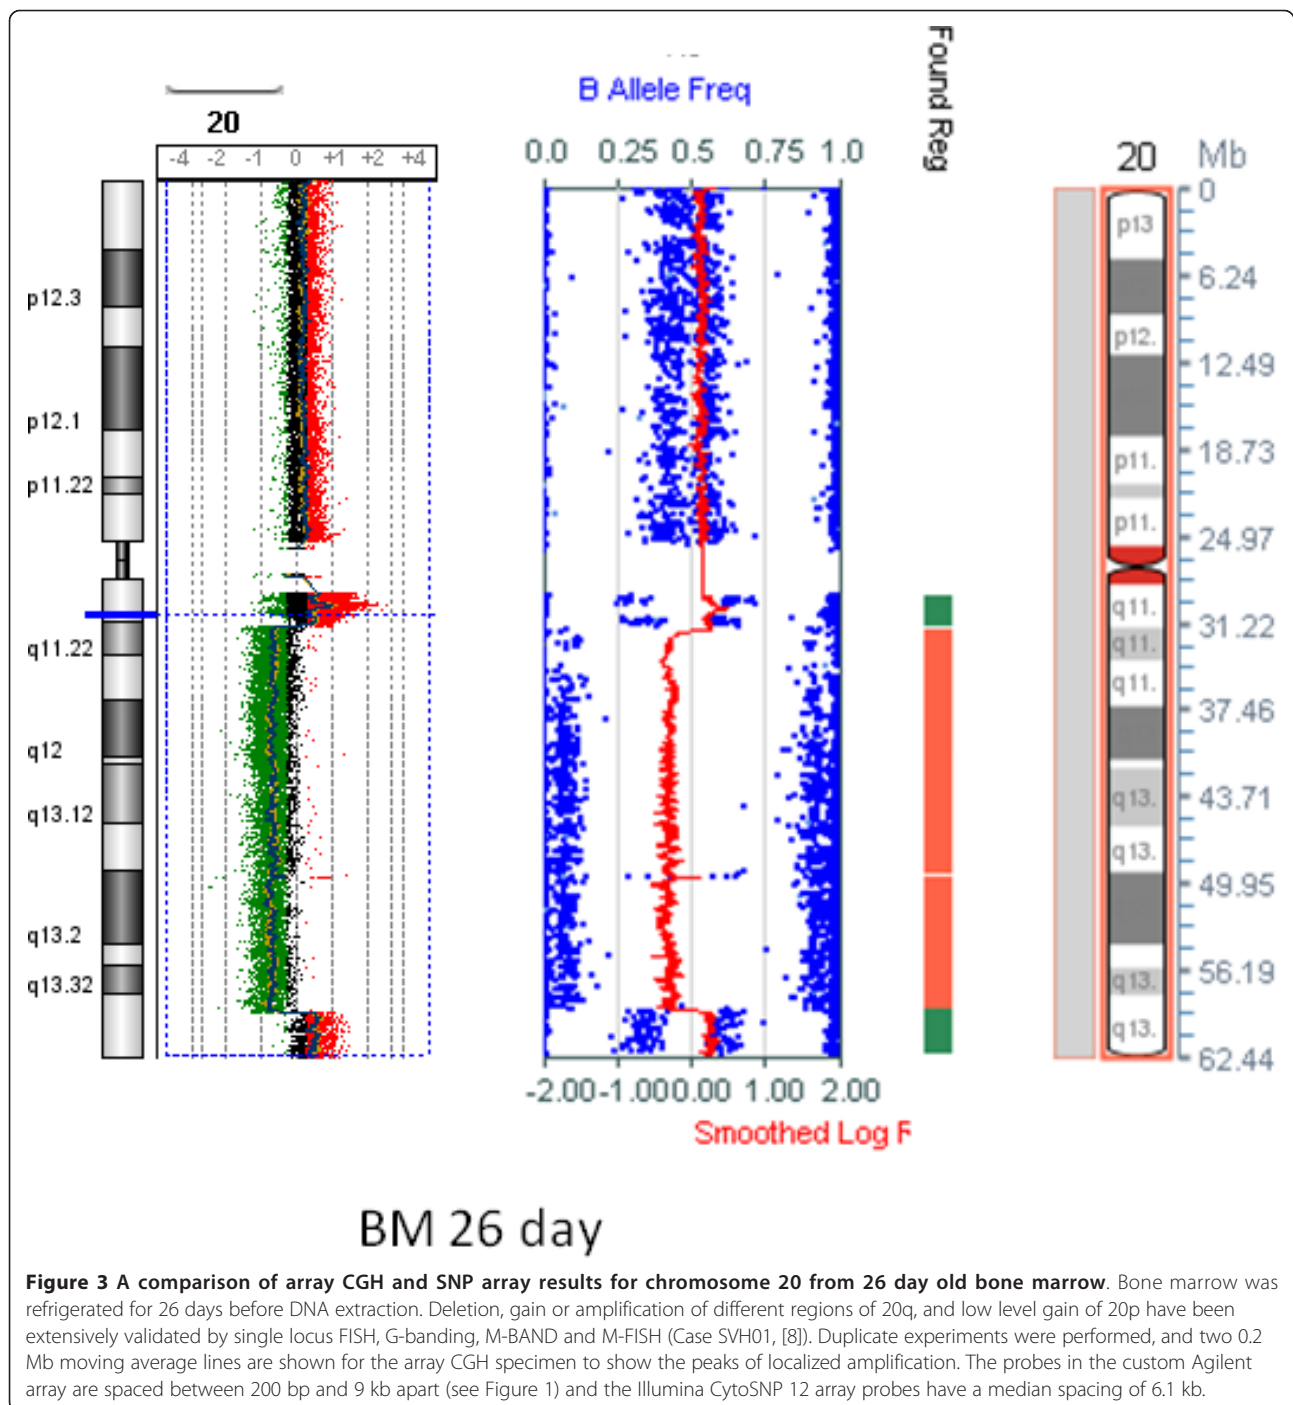 20
-4 -2 -1 0 +1 +2 +4
p12.3
p12.1
p11.22
q11.22
q12
q13.12
q13.2
q13.32
B Allele Freq
0.0 0.25 0.5 0.75 1.0
-2.00 -1.00 0.00 1.00 2.00
Smoothed Log
Found Reg
20 Mb
p13
p12.
p11.
p11.
q11.
q11.
q11.
q13.
q13.
q13.
q13.
0
6.24
12.49
18.73
24.97
31.22
37.46
43.71
49.95
56.19
62.44
BM 26 day
Figure 3 A comparison of array CGH and SNP array results for chromosome 20 from 26 day old bone marrow. Bone marrow was
refrigerated for 26 days before DNA extraction. Deletion, gain or amplification of different regions of 20q, and low level gain of 20p have been
extensively validated by single locus FISH, G-banding, M-BAND and M-FISH (Case SVH01, [8]). Duplicate experiments were performed, and two 0.2
Mb moving average lines are shown for the array CGH specimen to show the peaks of localized amplification. The probes in the custom Agilent
array are spaced between 200 bp and 9 kb apart (see Figure 1) and the Illumina CytoSNP 12 array probes have a median spacing of 6.1 kb.